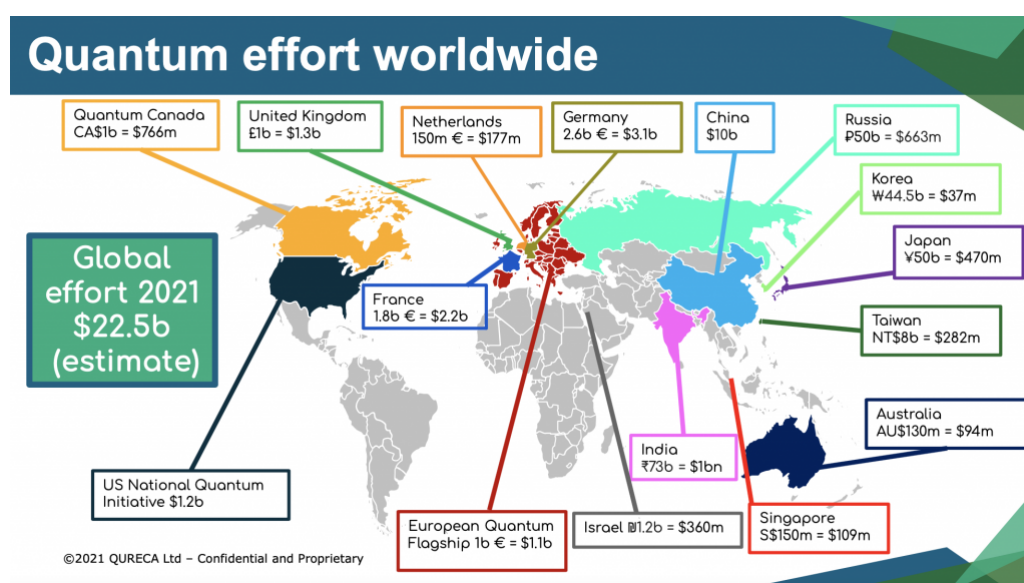 Quantum effort worldwide
Quantum Canada
CA$1b = $766m
United Kingdom
£1b = $1.3b
Netherlands
150m € = $177m
Germany
2.6b € = $3.1b
China
$10b
Russia
₽50b = $663m
Korea
₩44.5b = $37m
Japan
¥50b = $470m
Global
effort 2021
$22.5b
(estimate)
France
1.8b € = $2.2b
Taiwan
NT$8b = $282m
Australia
AU$130m = $94m
India
₹73b = $1bn
US National Quantum
Initiative $1.2b
European Quantum
Flagship 1b € = $1.1b
Israel ₪1.2b = $360m
Singapore
S$150m = $109m
©2021 QURECA Ltd – Confidential and Proprietary